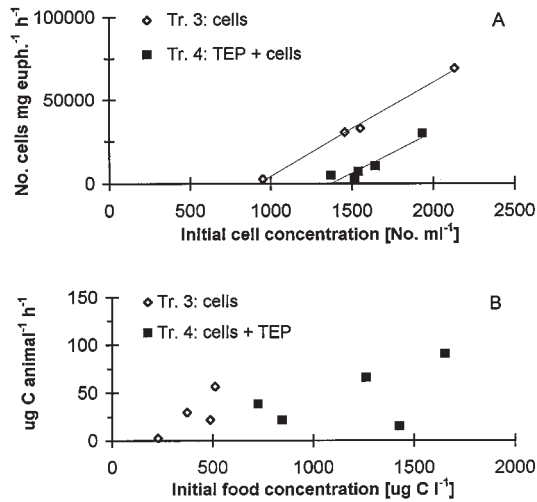 A
Tr. 3: cells
Tr. 4: TEP + cells
No. cells mg euph.⁻¹ h⁻¹
100000
50000
0
0 500 1000 1500 2000 2500
Initial cell concentration [No. ml⁻¹]
B
Tr. 3: cells
Tr. 4: cells + TEP
ug C animal⁻¹ h⁻¹
150
100
50
0
0 500 1000 1500 2000
Initial food concentration [ug C l⁻¹]